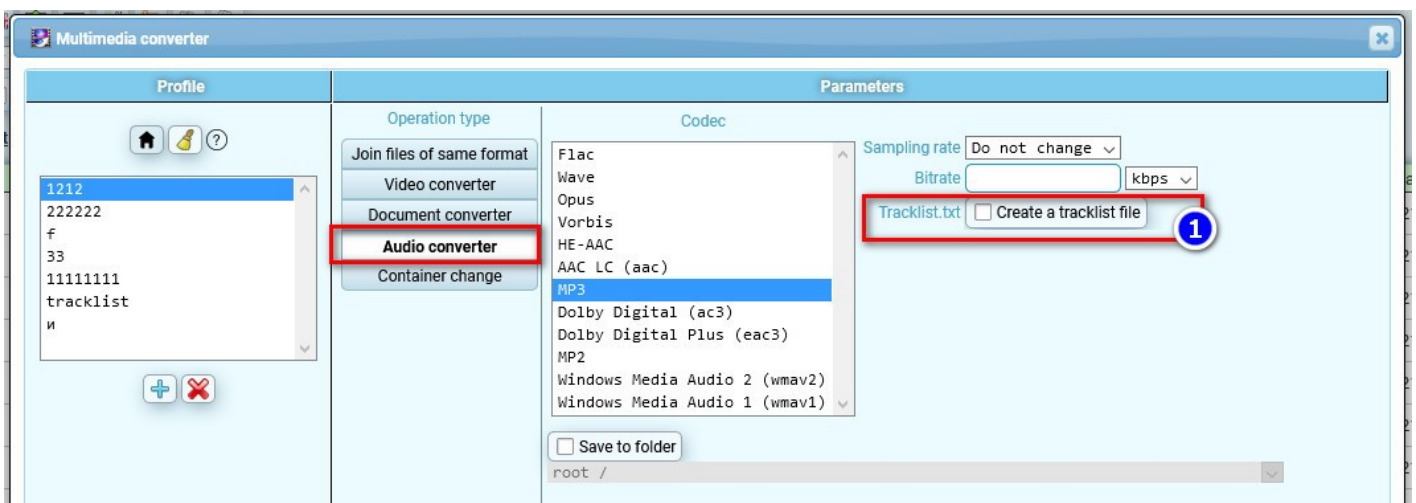 Multimedia converter
Profile
Parameters
Operation type
Codec
Join files of same format
Video converter
Document converter
Audio converter
Container change
1212
222222
f
33
11111111
tracklist
и
Flac
Wave
Opus
Vorbis
HE-AAC
AAC LC (aac)
MP3
Dolby Digital (ac3)
Dolby Digital Plus (eac3)
MP2
Windows Media Audio 2 (wmav2)
Windows Media Audio 1 (wmav1)
Sampling rate Do not change
Bitrate kbps
Tracklist.txt Create a tracklist file
1
Save to folder
root /